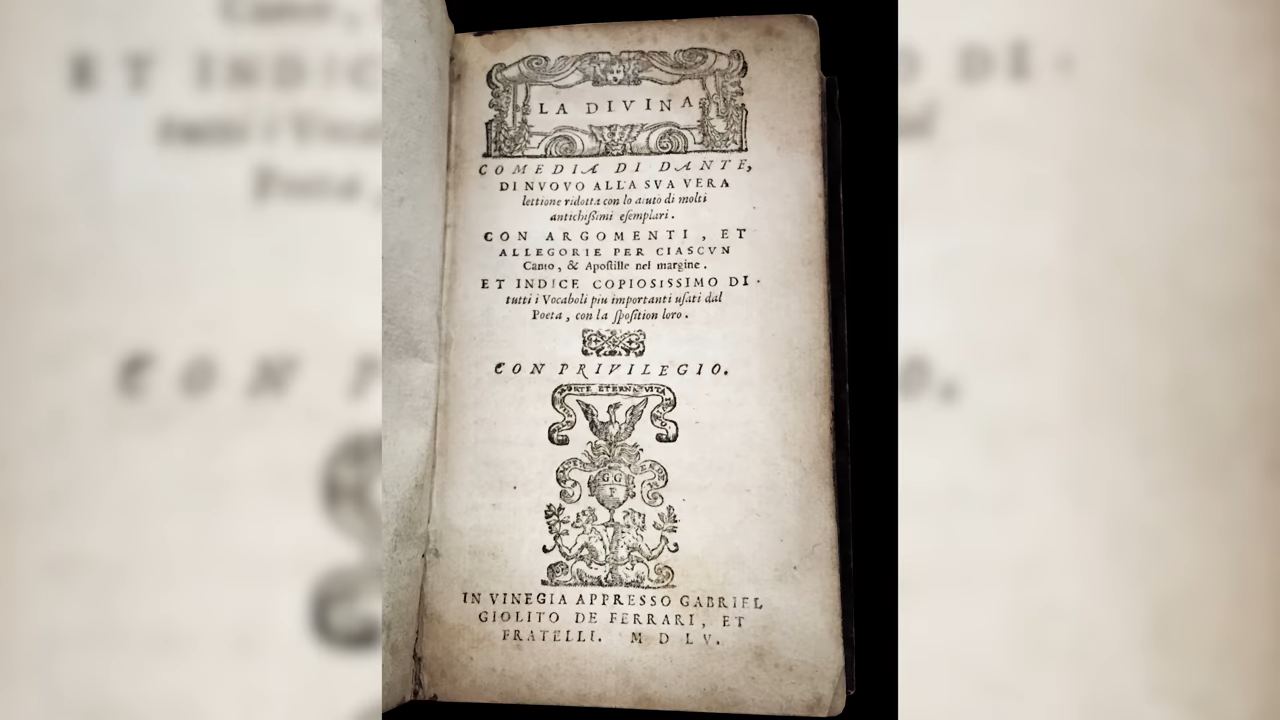 LA DIVINA
COMEDIA DI DANTE,
DI NVOVO ALLA SVA VERA
lettione ridotta con lo aiuto di molti
antichißimi eſemplari.
CON ARGOMENTI, ET
ALLEGORIE PER CIASCVN
Canto, & Apoſtille nel margine.
ET INDICE COPIOSISSIMO DI
tutti i Vocaboli piu importanti uſati dal
Poeta, con la ſpoſition loro.
CON PRIVILEGIO.
ETERNA VITA
G G
F
IN VINEGIA APPRESSO GABRIEL
GIOLITO DE FERRARI, ET
FRATELLI. M D LV.